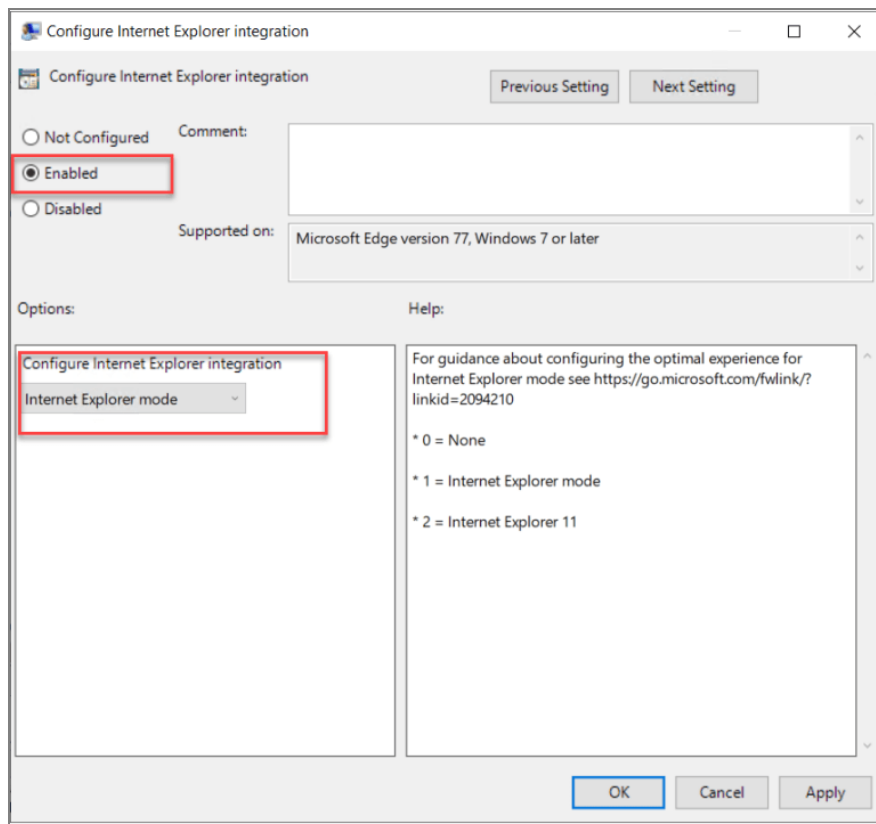 Configure Internet Explorer integration
Configure Internet Explorer integration
Previous Setting
Next Setting
Not Configured
Comment:
Enabled
Disabled
Supported on:
Microsoft Edge version 77, Windows 7 or later
Options:
Help:
Configure Internet Explorer integration
Internet Explorer mode
For guidance about configuring the optimal experience for
Internet Explorer mode see https://go.microsoft.com/fwlink/?
linkid=2094210
* 0 = None
* 1 = Internet Explorer mode
* 2 = Internet Explorer 11
OK
Cancel
Apply